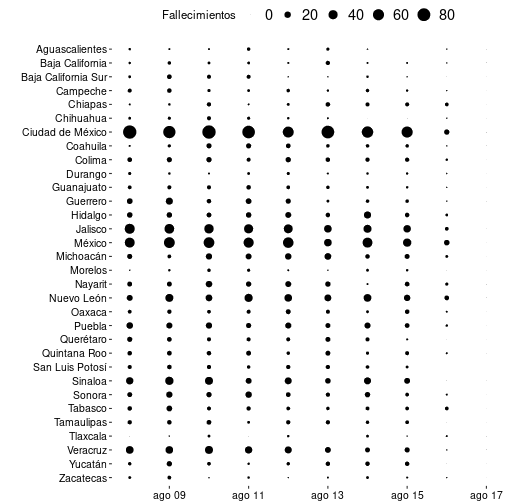 Fallecimientos 0 20 40 60 80
Aguascalientes
Baja California
Baja California Sur
Campeche
Chiapas
Chihuahua
Ciudad de México
Coahuila
Colima
Durango
Guanajuato
Guerrero
Hidalgo
Jalisco
México
Michoacán
Morelos
Nayarit
Nuevo León
Oaxaca
Puebla
Querétaro
Quintana Roo
San Luis Potosí
Sinaloa
Sonora
Tabasco
Tamaulipas
Tlaxcala
Veracruz
Yucatán
Zacatecas
ago 09 ago 11 ago 13 ago 15 ago 17